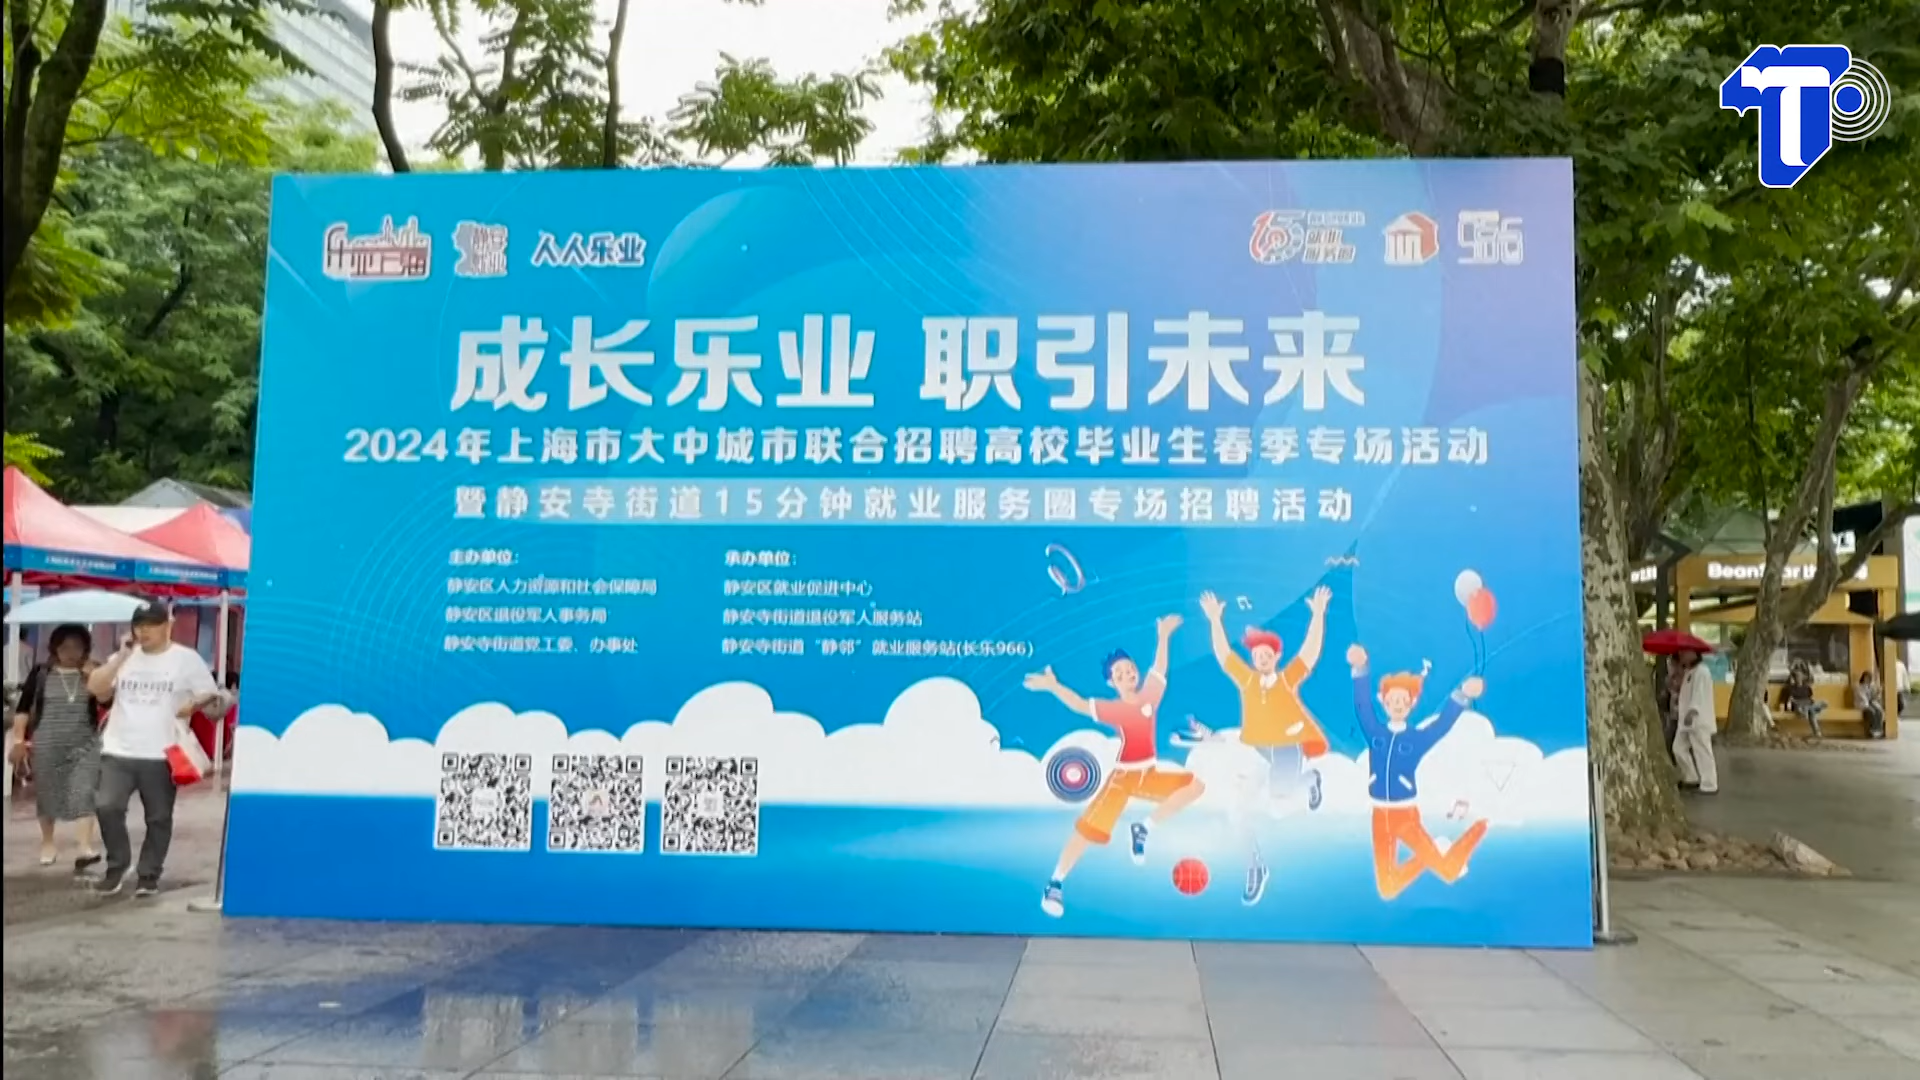 人人乐业
就业
服务圈
966
成长乐业 职引未来
2024年上海市大中城市联合招聘高校毕业生春季专场活动
暨静安寺街道15分钟就业服务圈专场招聘活动
主办单位：
静安区人力资源和社会保障局
静安区退役军人事务局
静安寺街道党工委、办事处
承办单位：
静安区就业促进中心
静安寺街道退役军人服务站
静安寺街道“静邻”就业服务站(长乐966)